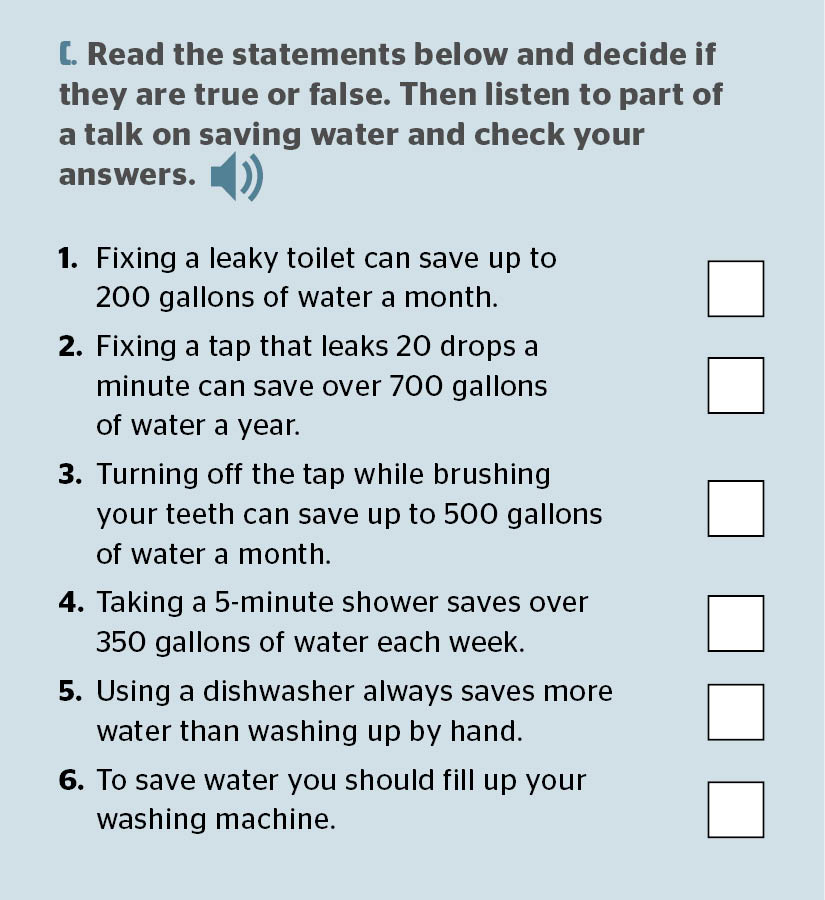 C. Read the statements below and decide if
they are true or false. Then listen to part of
a talk on saving water and check your
answers.
1. Fixing a leaky toilet can save up to
200 gallons of water a month.
2. Fixing a tap that leaks 20 drops a
minute can save over 700 gallons
of water a year.
3. Turning off the tap while brushing
your teeth can save up to 500 gallons
of water a month.
4. Taking a 5-minute shower saves over
350 gallons of water each week.
5. Using a dishwasher always saves more
water than washing up by hand.
6. To save water you should fill up your
washing machine.